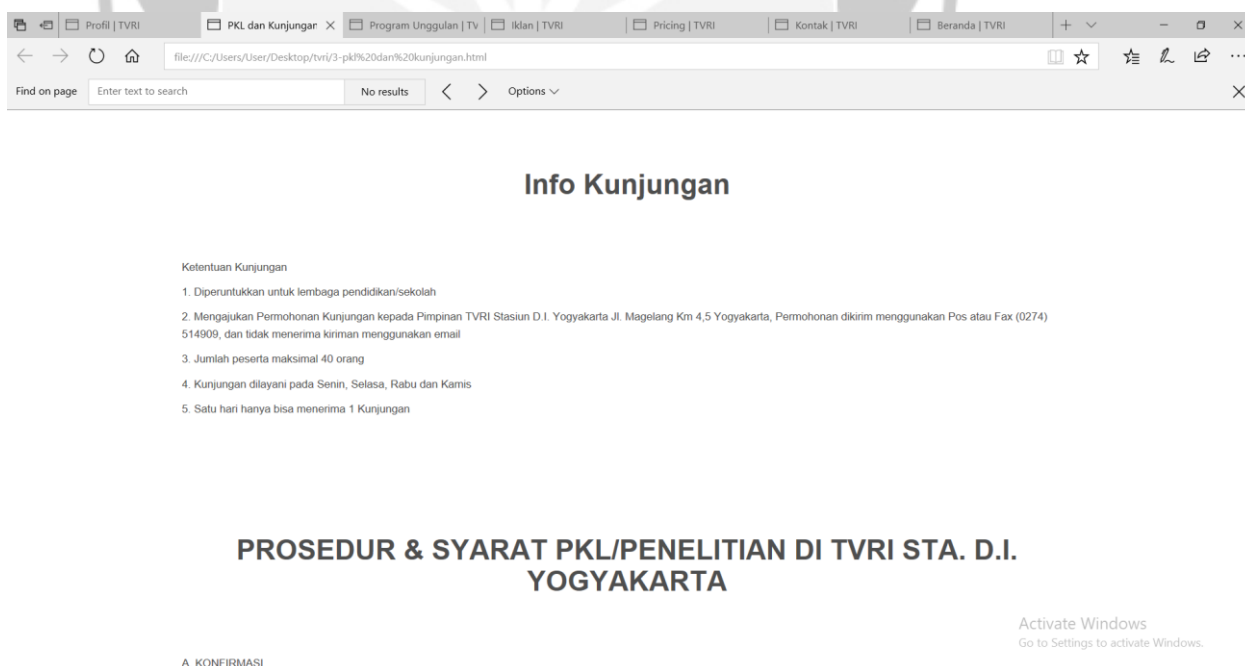 Profil | TVRI
PKL dan Kunjungan
Program Unggulan | TV
Iklan | TVRI
Pricing | TVRI
Kontak | TVRI
Beranda | TVRI
file:///C:/Users/User/Desktop/tvri/3-pkl%20dan%20kunjungan.html
Find on page
Enter text to search
No results
Options
Info Kunjungan
Ketentuan Kunjungan
1. Diperuntukkan untuk lembaga pendidikan/sekolah
2. Mengajukan Permohonan Kunjungan kepada Pimpinan TVRI Stasiun D.I. Yogyakarta Jl. Magelang Km 4,5 Yogyakarta, Permohonan dikirim menggunakan Pos atau Fax (0274)
514909, dan tidak menerima kiriman menggunakan email
3. Jumlah peserta maksimal 40 orang
4. Kunjungan dilayani pada Senin, Selasa, Rabu dan Kamis
5. Satu hari hanya bisa menerima 1 Kunjungan
PROSEDUR & SYARAT PKL/PENELITIAN DI TVRI STA. D.I.
YOGYAKARTA
Activate Windows
Go to Settings to activate Windows.
A. KONFIRMASI